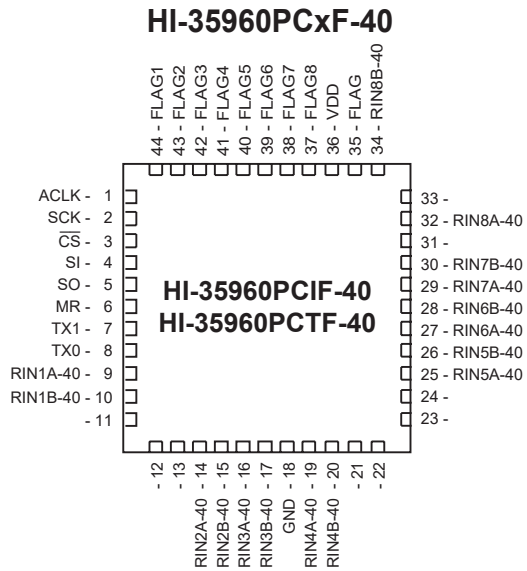 HI-35960PCxF-40
44 - FLAG1
43 - FLAG2
42 - FLAG3
41 - FLAG4
40 - FLAG5
39 - FLAG6
38 - FLAG7
37 - FLAG8
36 - VDD
35 - FLAG
34 - RIN8B-40
ACLK - 1
SCK - 2
CS - 3
SI - 4
SO - 5
MR - 6
TX1 - 7
TX0 - 8
RIN1A-40 - 9
RIN1B-40 - 10
- 11
HI-35960PCIF-40
HI-35960PCTF-40
33 -
32 - RIN8A-40
31 -
30 - RIN7B-40
29 - RIN7A-40
28 - RIN6B-40
27 - RIN6A-40
26 - RIN5B-40
25 - RIN5A-40
24 -
23 -
- 12
- 13
RIN2A-40 - 14
RIN2B-40 - 15
RIN3A-40 - 16
RIN3B-40 - 17
GND - 18
RIN4A-40 - 19
RIN4B-40 - 20
- 21
- 22